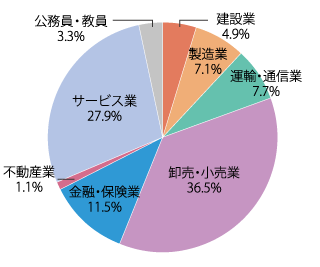 公務員・教員
3.3%
建設業
4.9%
製造業
7.1%
運輸・通信業
7.7%
サービス業
27.9%
卸売・小売業
36.5%
不動産業
1.1%
金融・保険業
11.5%